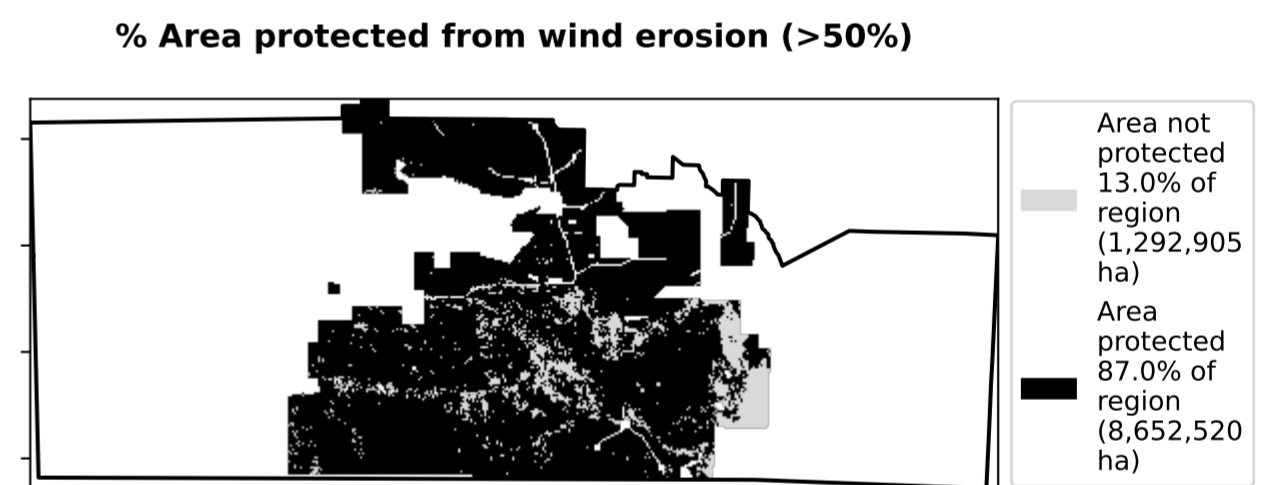 % Area protected from wind erosion (>50%)
Area not
protected
13.0% of
region
(1,292,905
ha)
Area
protected
87.0% of
region
(8,652,520
ha)